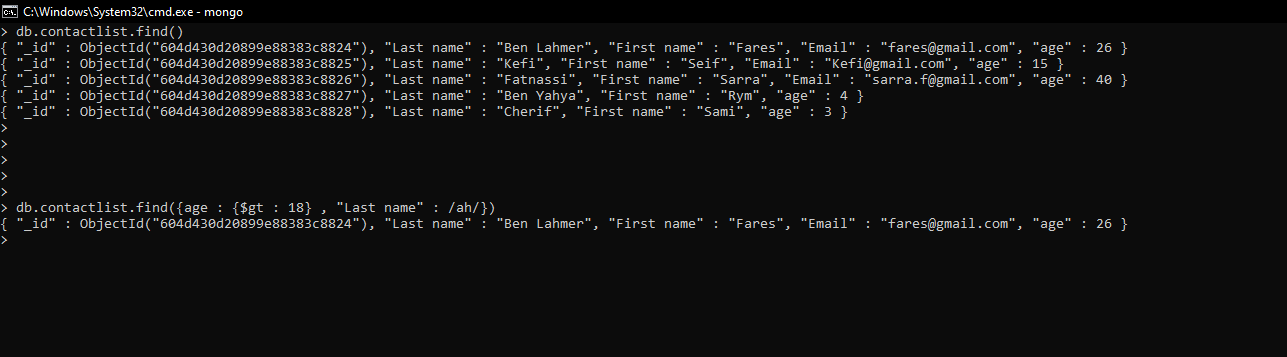 C:\Windows\System32\cmd.exe - mongo
> db.contactlist.find()
{ "_id" : ObjectId("604d430d20899e88383c8824"), "Last name" : "Ben Lahmer", "First name" : "Fares", "Email" : "fares@gmail.com", "age" : 26 }
{ "_id" : ObjectId("604d430d20899e88383c8825"), "Last name" : "Kefi", "First name" : "Seif", "Email" : "Kefi@gmail.com", "age" : 15 }
{ "_id" : ObjectId("604d430d20899e88383c8826"), "Last name" : "Fatnassi", "First name" : "Sarra", "Email" : "sarra.f@gmail.com", "age" : 40 }
{ "_id" : ObjectId("604d430d20899e88383c8827"), "Last name" : "Ben Yahya", "First name" : "Rym", "age" : 4 }
{ "_id" : ObjectId("604d430d20899e88383c8828"), "Last name" : "Cherif", "First name" : "Sami", "age" : 3 }
>
>
>
>
>
> db.contactlist.find({age : {$gt : 18} , "Last name" : /ah/})
{ "_id" : ObjectId("604d430d20899e88383c8824"), "Last name" : "Ben Lahmer", "First name" : "Fares", "Email" : "fares@gmail.com", "age" : 26 }
>